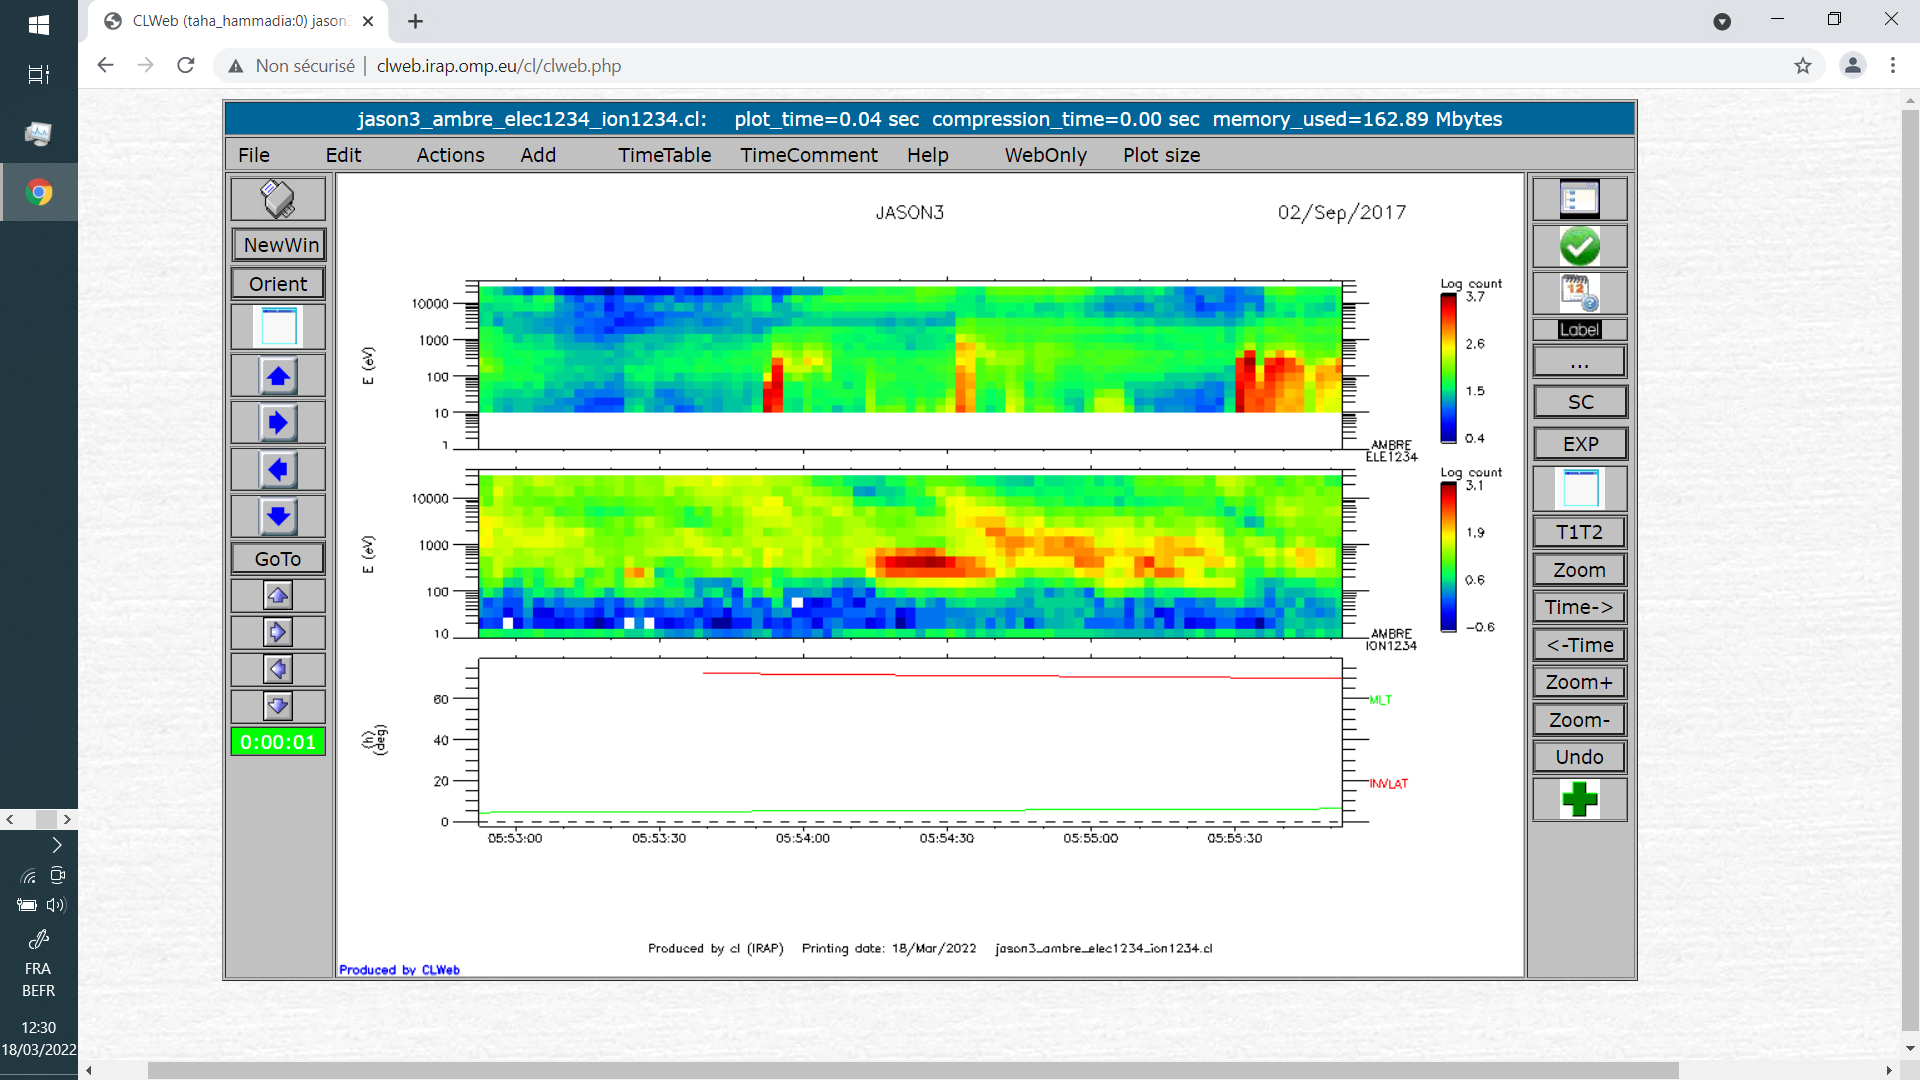 CLWeb (taha_hammadia:0) jason3
Non sécurisé | clweb.irap.omp.eu/cl/clweb.php
jason3_ambre_elec1234_ion1234.cl: plot_time=0.04 sec compression_time=0.00 sec memory_used=162.89 Mbytes
File Edit Actions Add TimeTable TimeComment Help WebOnly Plot size
NewWin
Orient
GoTo
0:00:01
JASON3
02/Sep/2017
10000
1000
100
10
1
E (eV)
AMBRE
ELE1234
Log count
3.7
2.6
1.5
0.4
10000
1000
100
10
E (eV)
AMBRE
ION1234
Log count
3.1
1.9
0.6
-0.6
60
40
20
0
(h)
(deg)
MLT
INVLAT
05:53:00 05:53:30 05:54:00 05:54:30 05:55:00 05:55:30
Produced by cl (IRAP) Printing date: 18/Mar/2022 jason3_ambre_elec1234_ion1234.cl
Produced by CLWeb
12
Label
...
SC
EXP
T1T2
Zoom
Time->
<-Time
Zoom+
Zoom-
Undo
FRA
BEFR
12:30
18/03/2022